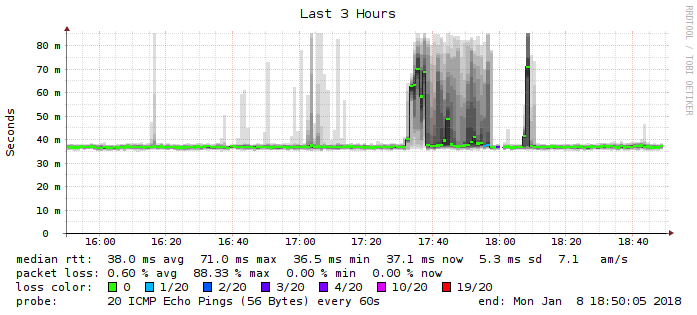 Last 3 Hours
RRDTOOL / TOBI OETIKER
Seconds
80 m
70 m
60 m
50 m
40 m
30 m
20 m
10 m
0
16:00 16:20 16:40 17:00 17:20 17:40 18:00 18:20 18:40
median rtt: 38.0 ms avg 71.0 ms max 36.5 ms min 37.1 ms now 5.3 ms sd 7.1 am/s
packet loss: 0.60 % avg 88.33 % max 0.00 % min 0.00 % now
loss color: 0 1/20 2/20 3/20 4/20 10/20 19/20
probe: 20 ICMP Echo Pings (56 Bytes) every 60s end: Mon Jan 8 18:50:05 2018